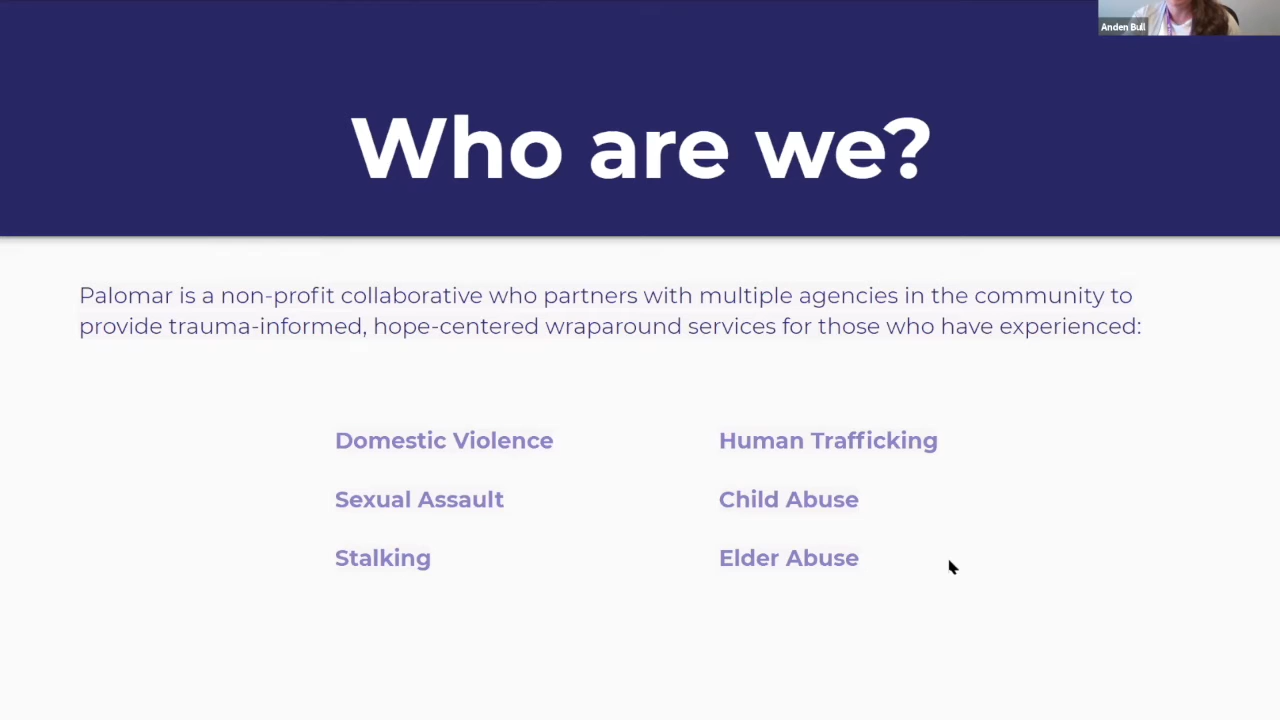 Anden Bull
Who are we?
Palomar is a non-profit collaborative who partners with multiple agencies in the community to
provide trauma-informed, hope-centered wraparound services for those who have experienced:
Domestic Violence
Human Trafficking
Sexual Assault
Child Abuse
Stalking
Elder Abuse